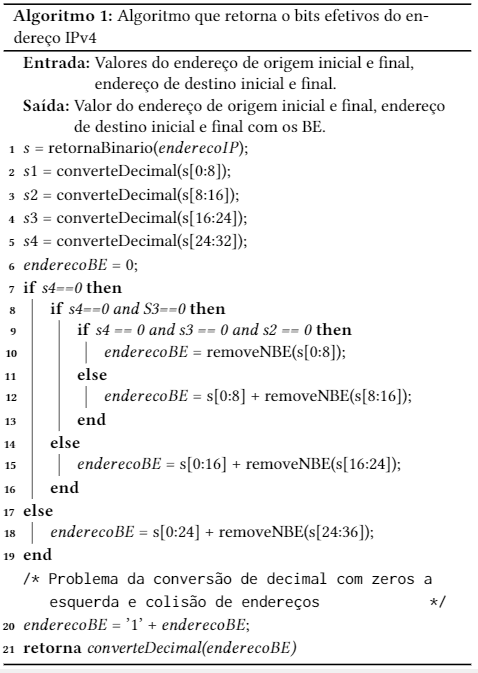 Algoritmo 1: Algoritmo que retorna o bits efetivos do en-
dereço IPv4
Entrada: Valores do endereço de origem inicial e final,
endereço de destino inicial e final.
Saída: Valor do endereço de origem inicial e final, endereço
de destino inicial e final com os BE.
1 s = retornaBinario(enderecoIP);
2 s1 = converteDecimal(s[0:8]);
3 s2 = converteDecimal(s[8:16]);
4 s3 = converteDecimal(s[16:24]);
5 s4 = converteDecimal(s[24:32]);
6 enderecoBE = 0;
7 if s4==0 then
8 if s4==0 and S3==0 then
9 if s4 == 0 and s3 == 0 and s2 == 0 then
10 enderecoBE = removeNBE(s[0:8]);
11 else
12 enderecoBE = s[0:8] + removeNBE(s[8:16]);
13 end
14 else
15 enderecoBE = s[0:16] + removeNBE(s[16:24]);
16 end
17 else
18 enderecoBE = s[0:24] + removeNBE(s[24:36]);
19 end
/* Problema da conversão de decimal com zeros a
esquerda e colisão de endereços */
20 enderecoBE = '1' + enderecoBE;
21 retorna converteDecimal(enderecoBE)